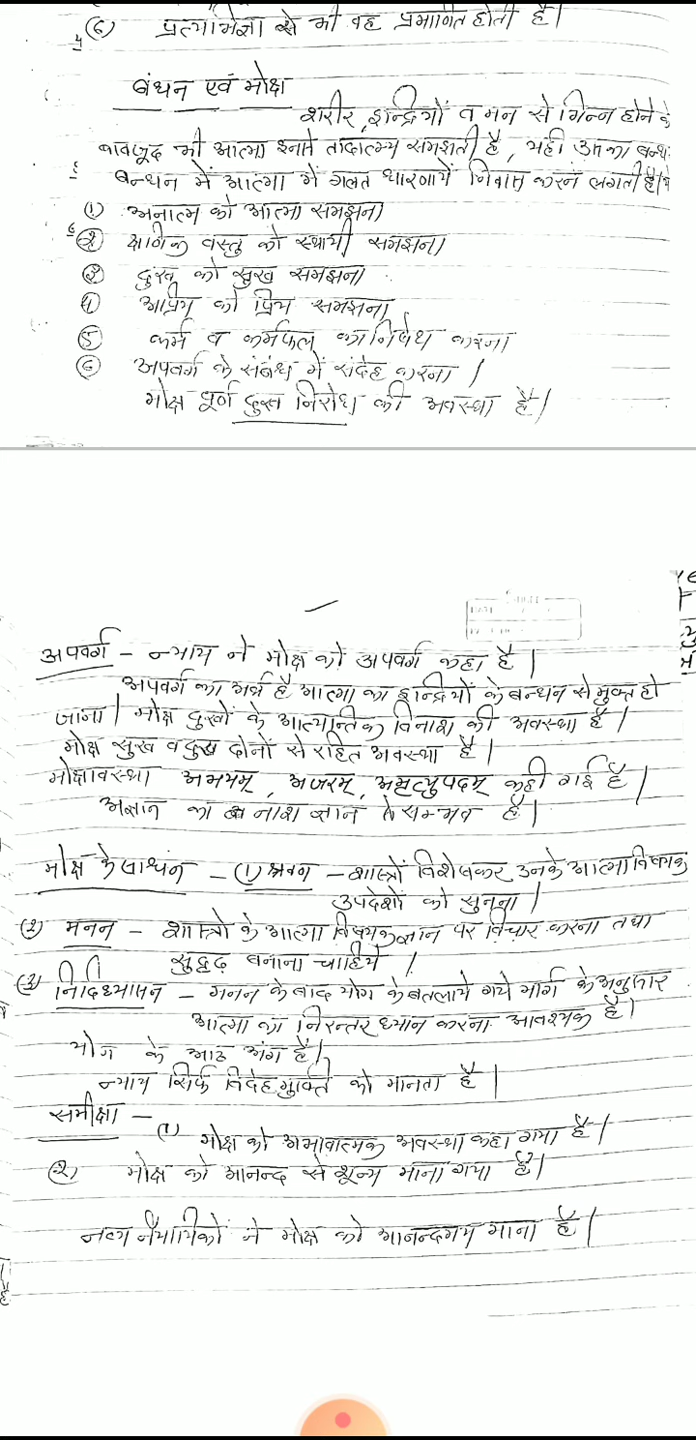 (6) प्रत्यभिज्ञा से भी वह प्रमाणित होती है।
बंधन एवं मोक्ष
शरीर, इन्द्रियों व मन से भिन्न होने के
बावजूद भी आत्मा इनसे तादात्म्य समझती है, यही उसका बन्ध
बन्धन में आत्मा में गलत धारणायें निवास करने लगती हैं।
(1) अनात्म को आत्मा समझना
(2) क्षणिक वस्तु को स्थायी समझना
(3) दुःख को सुख समझना
(4) अप्रिय को प्रिय समझना
(5) कर्म व कर्मफल का निषेध करना
(6) अपवर्ग के संबंध में संदेह करना।
मोक्ष पूर्ण दुःख निरोध की अवस्था है।
अपवर्ग - न्याय ने मोक्ष को अपवर्ग कहा है।
अपवर्ग का अर्थ है आत्मा का इन्द्रियों के बन्धन से मुक्त हो
जाना। मोक्ष दुःखों के आत्यान्तिक विनाश की अवस्था है।
मोक्ष सुख व दुःख दोनों से रहित अवस्था है।
मोक्षावस्था अभयम्, अजरम्, अमृत्युपदम् कही गई है।
अज्ञान का नाश ज्ञान से सम्भव है।
मोक्ष के साधन - (1) श्रवण - शास्त्रों विशेषकर उनके आत्मा विषयक
उपदेशों को सुनना।
(2) मनन - शास्त्रों के आत्मा विषयक ज्ञान पर विचार करना तथा
सुदृढ़ बनाना चाहिये।
(3) निदिध्यासन - मनन के बाद योग के बतलाये गये मार्ग के अनुसार
आत्मा का निरन्तर ध्यान करना आवश्यक है।
योग के आठ अंग हैं।
न्याय सिर्फ विदेह मुक्ति को मानता है।
समीक्षा -
(1) मोक्ष को अभावात्मक अवस्था कहा गया है।
(2) मोक्ष को आनन्द से शून्य माना गया है।
नव्य नैयायिकों ने मोक्ष को आनन्दमय माना है।